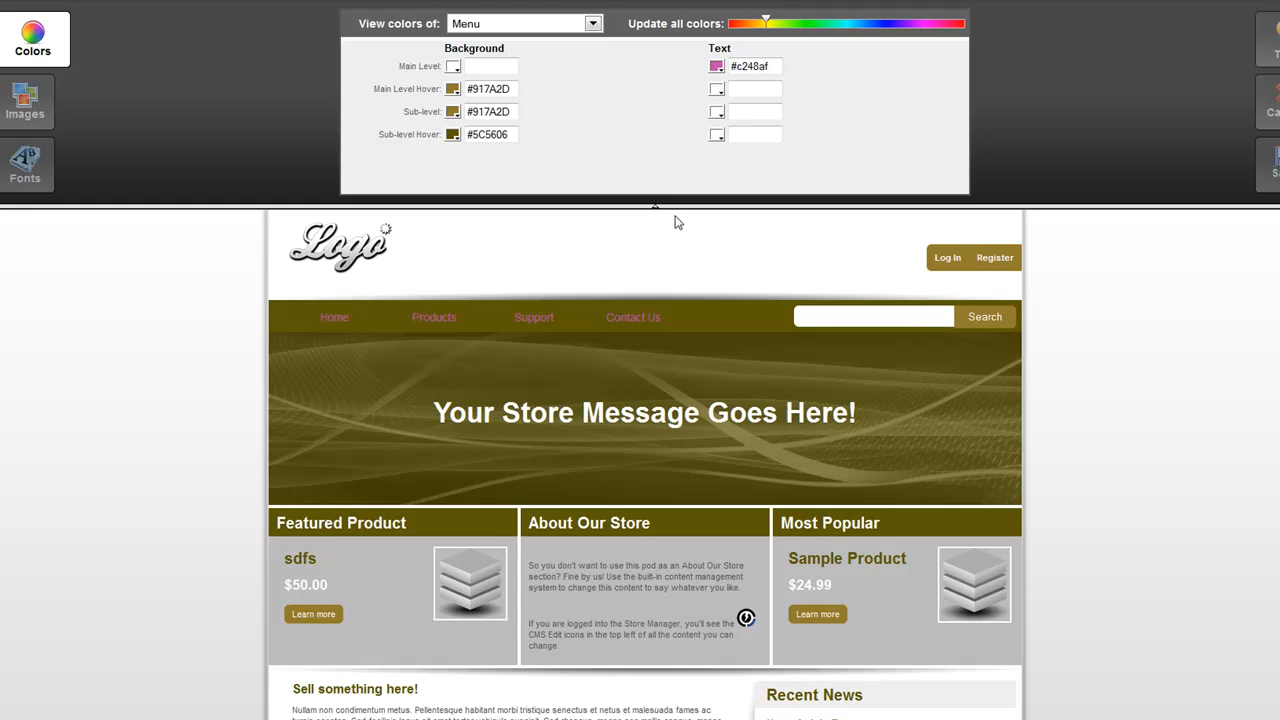 Colors
Images
Fonts
View colors of: Menu
Update all colors:
Background
Text
Main Level:
#c248af
Main Level Hover: #917A2D
Sub-level: #917A2D
Sub-level Hover: #5C5606
Logo
Log In Register
Home Products Support Contact Us
Search
Your Store Message Goes Here!
Featured Product
sdfs
$50.00
Learn more
About Our Store
So you don't want to use this pod as an About Our Store
section? Fine by us! Use the built-in content management
system to change this content to say whatever you like.
If you are logged into the Store Manager, you'll see the
CMS Edit icons in the top left of all the content you can
change.
Most Popular
Sample Product
$24.99
Learn more
Sell something here!
Nullam non condimentum metus. Pellentesque habitant morbi tristique senectus et netus et malesuada fames ac
Recent News